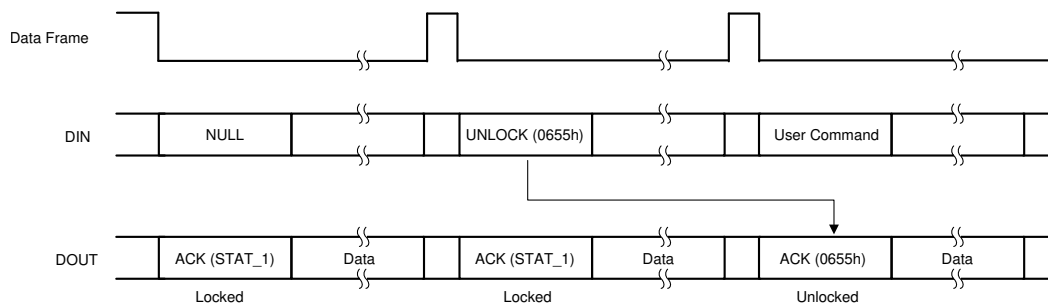 Data Frame
DIN
NULL
UNLOCK (0655h)
User Command
DOUT
ACK (STAT_1)
Data
ACK (STAT_1)
Data
ACK (0655h)
Data
Locked
Locked
Unlocked